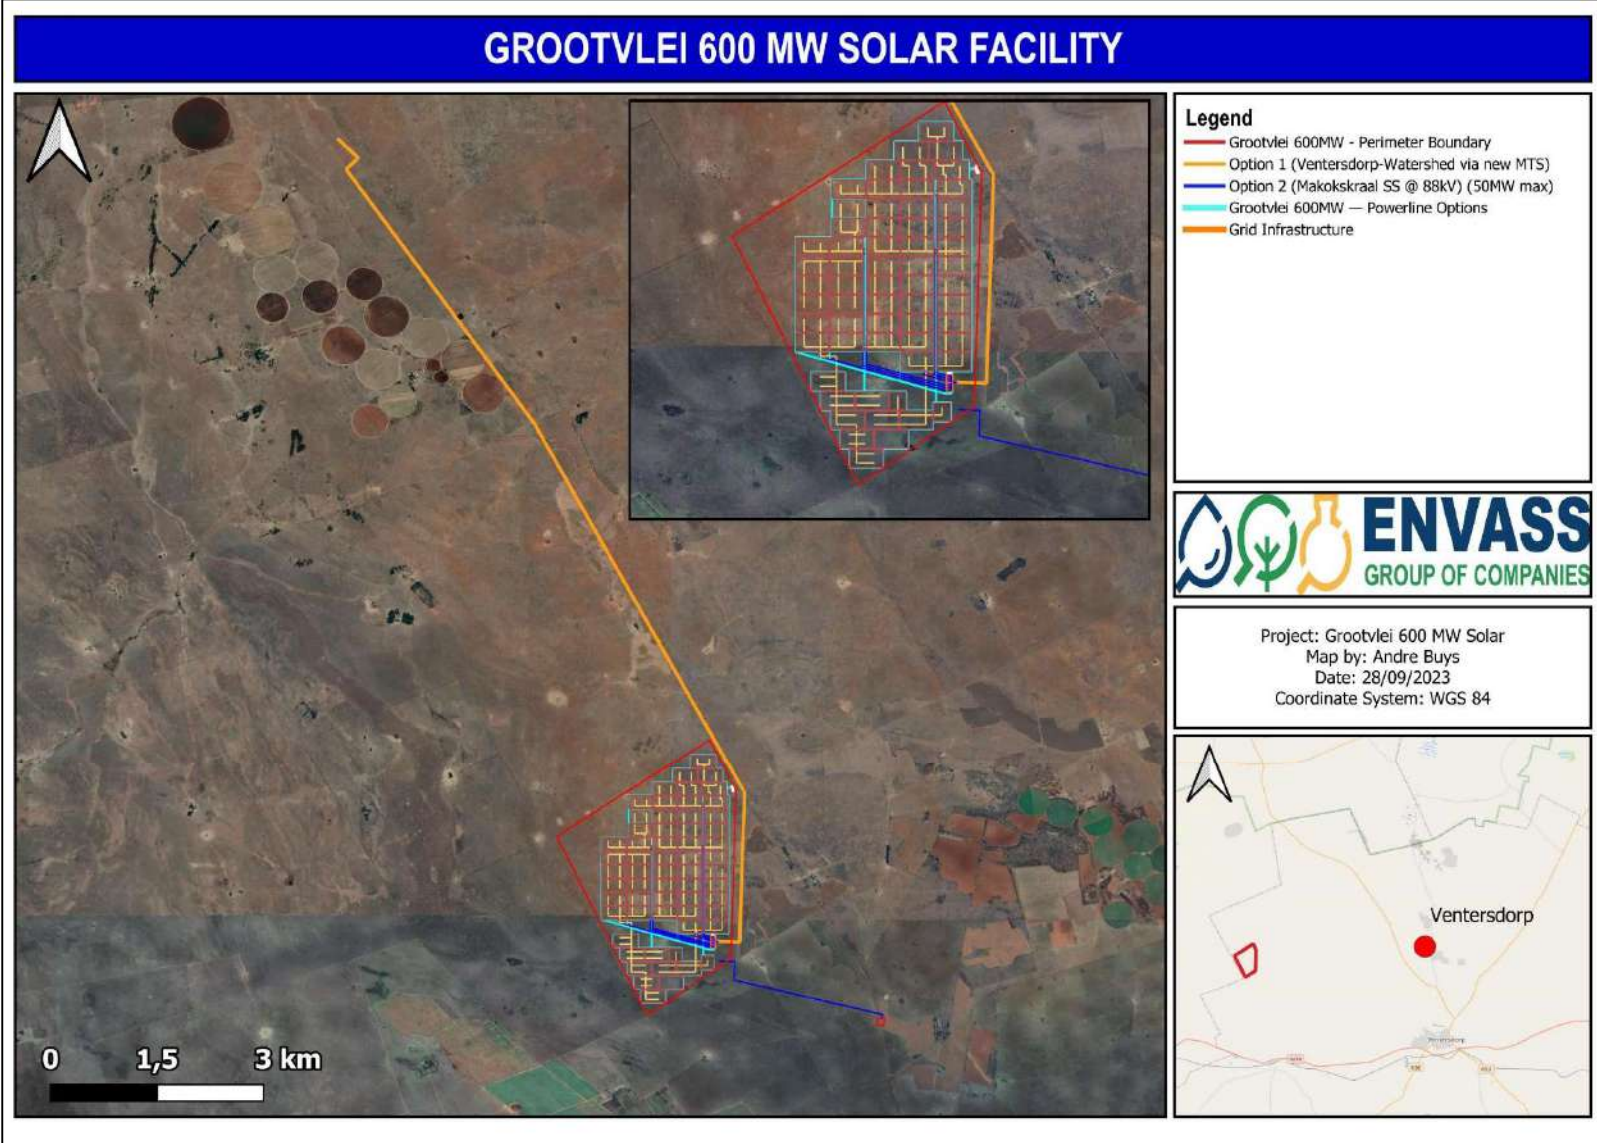 GROOTVLEI 600 MW SOLAR FACILITY
Legend
Grootvlei 600MW - Perimeter Boundary
Option 1 (Ventersdorp-Watershed via new MTS)
Option 2 (Makokskraal SS @ 88kV) (50MW max)
Grootvlei 600MW — Powerline Options
Grid Infrastructure
ENVASS
GROUP OF COMPANIES
Project: Grootvlei 600 MW Solar
Map by: Andre Buys
Date: 28/09/2023
Coordinate System: WGS 84
Ventersdorp
0 1,5 3 km